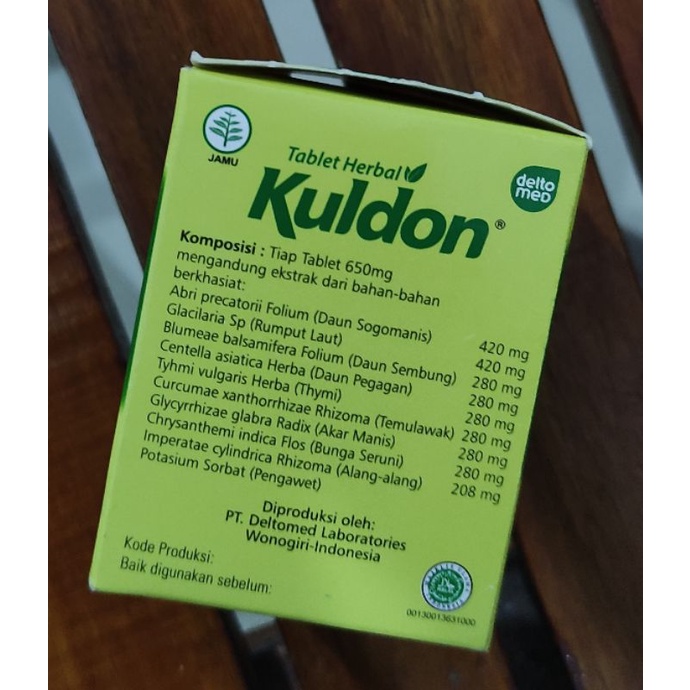 JAMU
Tablet Herbal
Kuldon®
delto
meD
Komposisi : Tiap Tablet 650mg
mengandung ekstrak dari bahan-bahan
berkhasiat:
Abri precatorii Folium (Daun Sogomanis) 420 mg
Glacilaria Sp (Rumput Laut) 420 mg
Blumeae balsamifera Folium (Daun Sembung) 280 mg
Centella asiatica Herba (Daun Pegagan) 280 mg
Tyhmi vulgaris Herba (Thymi) 280 mg
Curcumae xanthorrhizae Rhizoma (Temulawak) 280 mg
Glycyrrhizae glabra Radix (Akar Manis) 280 mg
Chrysanthemi indica Flos (Bunga Seruni) 280 mg
Imperatae cylindrica Rhizoma (Alang-alang) 208 mg
Potasium Sorbat (Pengawet)
Diproduksi oleh:
PT. Deltomed Laboratories
Wonogiri-Indonesia
Kode Produksi:
Baik digunakan sebelum:
00130013631000